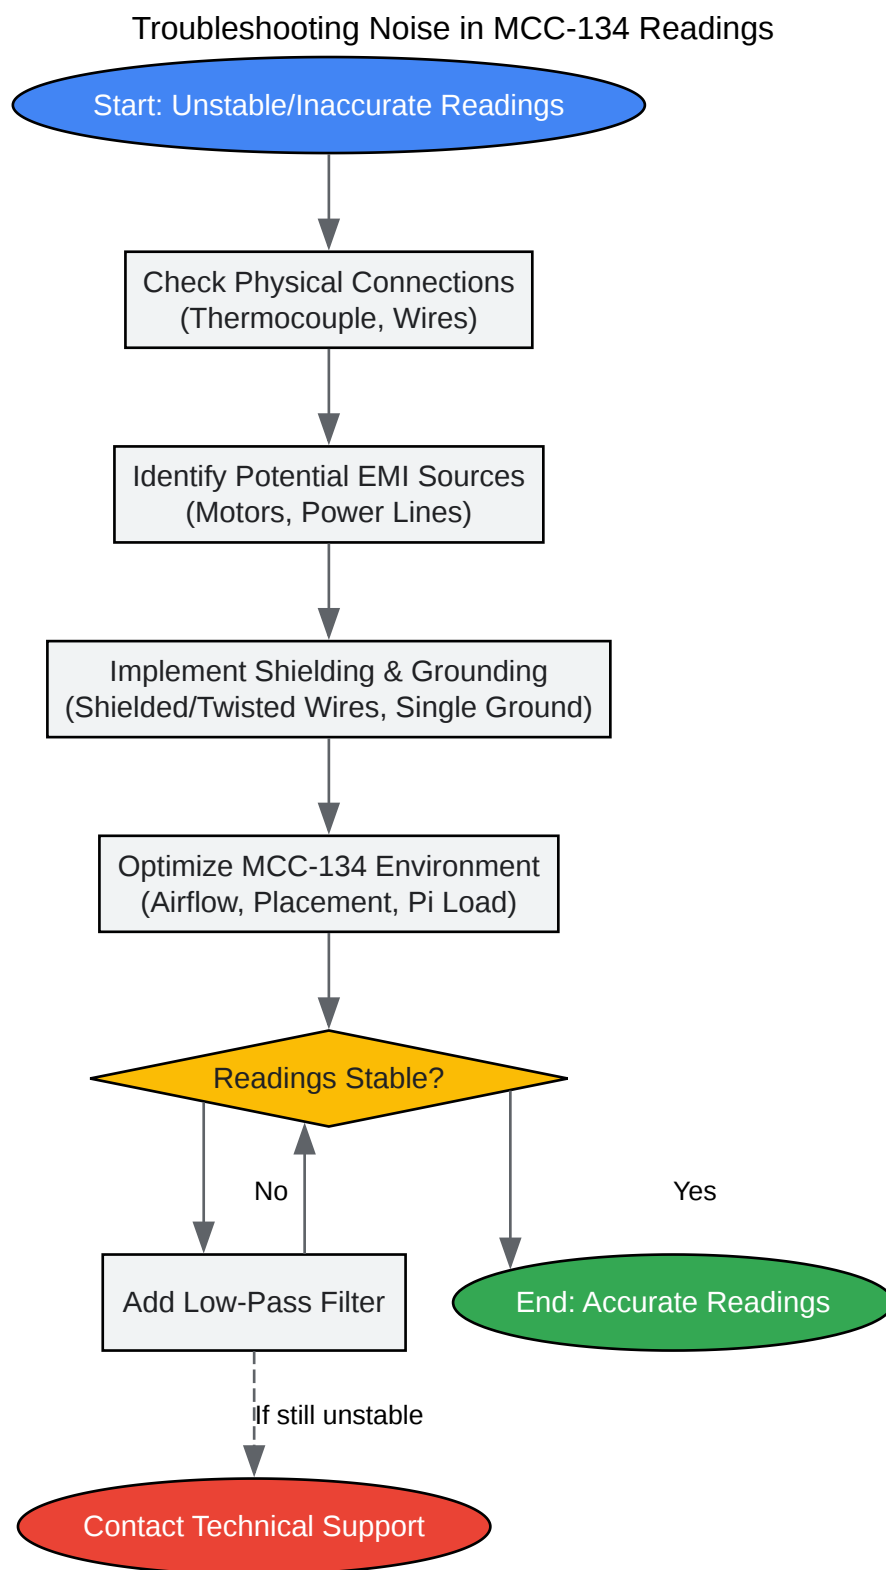 Troubleshooting Noise in MCC-134 Readings
Start: Unstable/Inaccurate Readings
Check Physical Connections
(Thermocouple, Wires)
Identify Potential EMI Sources
(Motors, Power Lines)
Implement Shielding & Grounding
(Shielded/Twisted Wires, Single Ground)
Optimize MCC-134 Environment
(Airflow, Placement, Pi Load)
Readings Stable?
No
Yes
Add Low-Pass Filter
End: Accurate Readings
If still unstable
Contact Technical Support